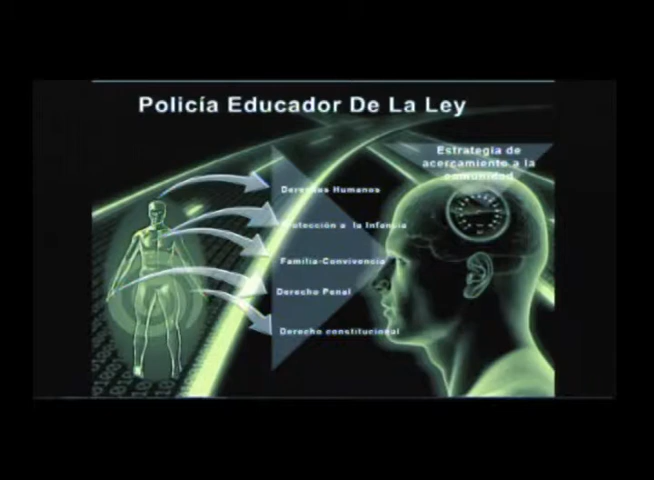 Policía Educador De La Ley
Estrategia de
acercamiento a la
comunidad
Derechos Humanos
Protección a la Infancia
Familia-Convivencia
Derecho Penal
Derecho constitucional